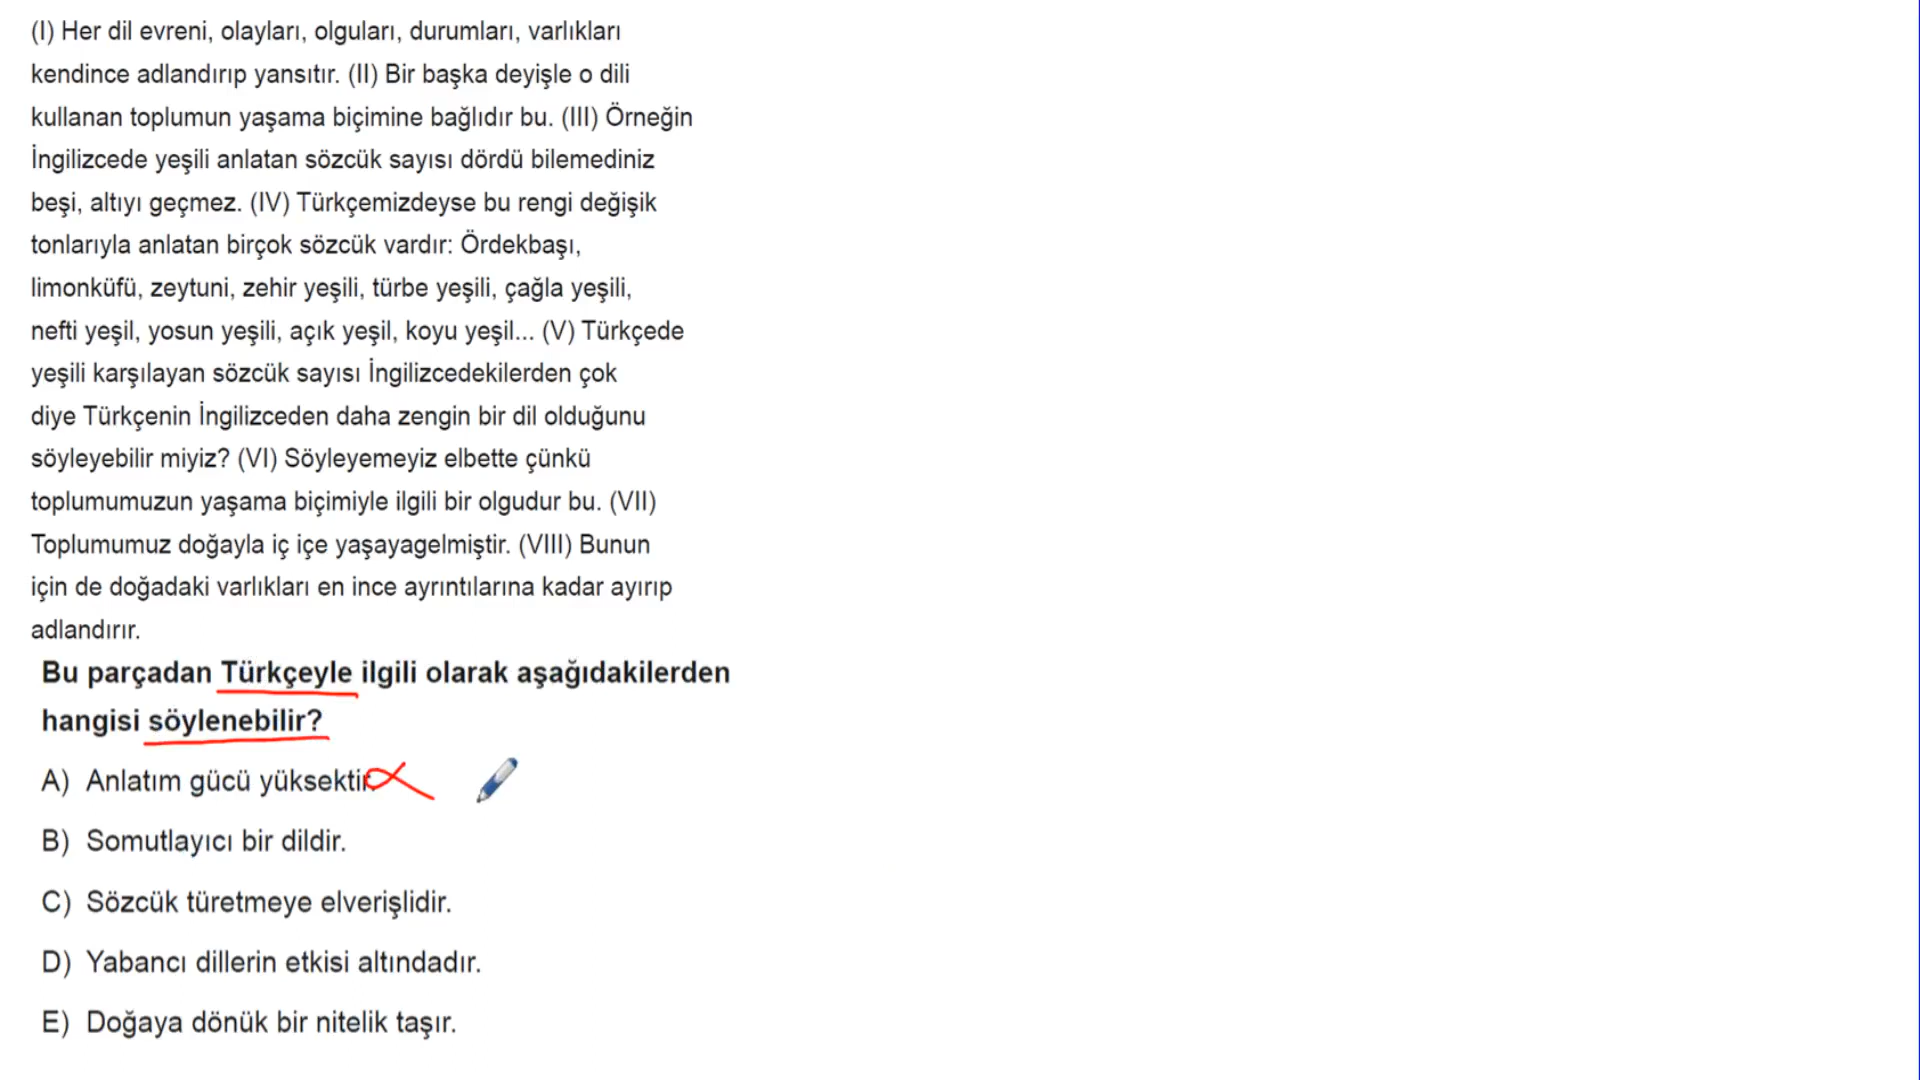 (I) Her dil evreni, olayları, olguları, durumları, varlıkları
kendince adlandırıp yansıtır. (II) Bir başka deyişle o dili
kullanan toplumun yaşama biçimine bağlıdır bu. (III) Örneğin
İngilizcede yeşili anlatan sözcük sayısı dördü bilemediniz
beşi, altıyı geçmez. (IV) Türkçemizdeyse bu rengi değişik
tonlarıyla anlatan birçok sözcük vardır: Ördekbaşı,
limonküfü, zeytuni, zehir yeşili, türbe yeşili, çağla yeşili,
nefti yeşil, yosun yeşili, açık yeşil, koyu yeşil... (V) Türkçede
yeşili karşılayan sözcük sayısı İngilizcedekilerden çok
diye Türkçenin İngilizceden daha zengin bir dil olduğunu
söyleyebilir miyiz? (VI) Söyleyemeyiz elbette çünkü
toplumumuzun yaşama biçimiyle ilgili bir olgudur bu. (VII)
Toplumumuz doğayla iç içe yaşayagelmiştir. (VIII) Bunun
için de doğadaki varlıkları en ince ayrıntılarına kadar ayırıp
adlandırır.
Bu parçadan Türkçeyle ilgili olarak aşağıdakilerden
hangisi söylenebilir?
A) Anlatım gücü yüksektir.
B) Somutlayıcı bir dildir.
C) Sözcük türetmeye elverişlidir.
D) Yabancı dillerin etkisi altındadır.
E) Doğaya dönük bir nitelik taşır.